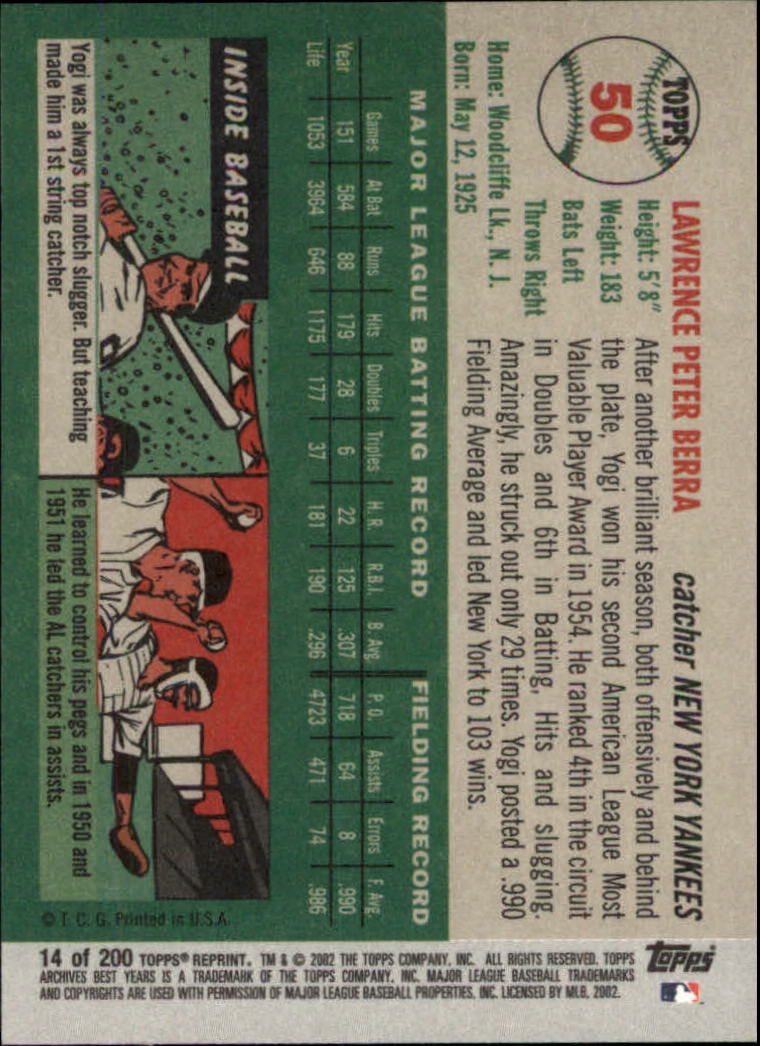 TOPPS
50
LAWRENCE PETER BERRA catcher NEW YORK YANKEES
Height: 5'8"
Weight: 183
Bats Left
Throws Right
Home: Woodcliffe Lk., N. J.
Born: May 12, 1925
After another brilliant season, both offensively and behind
the plate, Yogi won his second American League Most
Valuable Player Award in 1954. He ranked 4th in the circuit
in Doubles and 6th in Batting, Hits and slugging.
Amazingly, he struck out only 29 times. Yogi posted a .990
Fielding Average and led New York to 103 wins.
MAJOR LEAGUE BATTING RECORD FIELDING RECORD
Games At Bat Runs Hits Doubles Triples H. R. R.B.I. B. Avg. P. O. Assists Errors F. Avg.
Year 151 584 88 179 28 6 22 125 .307 718 64 8 .990
Life 1053 3964 646 1175 177 37 181 190 .296 4723 471 74 .986
INSIDE BASEBALL
Yogi was always top notch slugger. But teaching
made him a 1st string catcher.
He learned to control his pegs and in 1950 and
1951 he led the AL catchers in assists.
© T. C. G. Printed in U.S.A.
topps
14 of 200 TOPPS® REPRINT. TM & © 2002 THE TOPPS COMPANY, INC. ALL RIGHTS RESERVED. TOPPS
ARCHIVES BEST YEARS IS A TRADEMARK OF THE TOPPS COMPANY, INC. MAJOR LEAGUE BASEBALL TRADEMARKS
AND COPYRIGHTS ARE USED WITH PERMISSION OF MAJOR LEAGUE BASEBALL PROPERTIES, INC. LICENSED BY MLB, 2002.